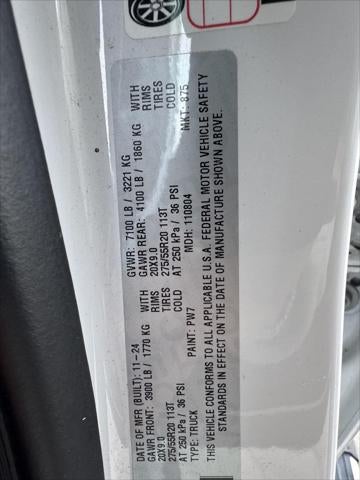 DATE OF MFR (BUILT): 11-24 GVWR: 7100 LB / 3221 KG
GAWR FRONT: 3900 LB / 1770 KG WITH GAWR REAR: 4100 LB / 1860 KG WITH
20X9.0 RIMS 20X9.0 RIMS
275/55R20 113T TIRES 275/55R20 113T TIRES
AT 250 kPa / 36 PSI COLD AT 250 kPa / 36 PSI COLD
TYPE: TRUCK PAINT: PW7 MDH: 110804 MKT: 875
THIS VEHICLE CONFORMS TO ALL APPLICABLE U.S.A. FEDERAL MOTOR VEHICLE SAFETY
STANDARDS IN EFFECT ON THE DATE OF MANUFACTURE SHOWN ABOVE.